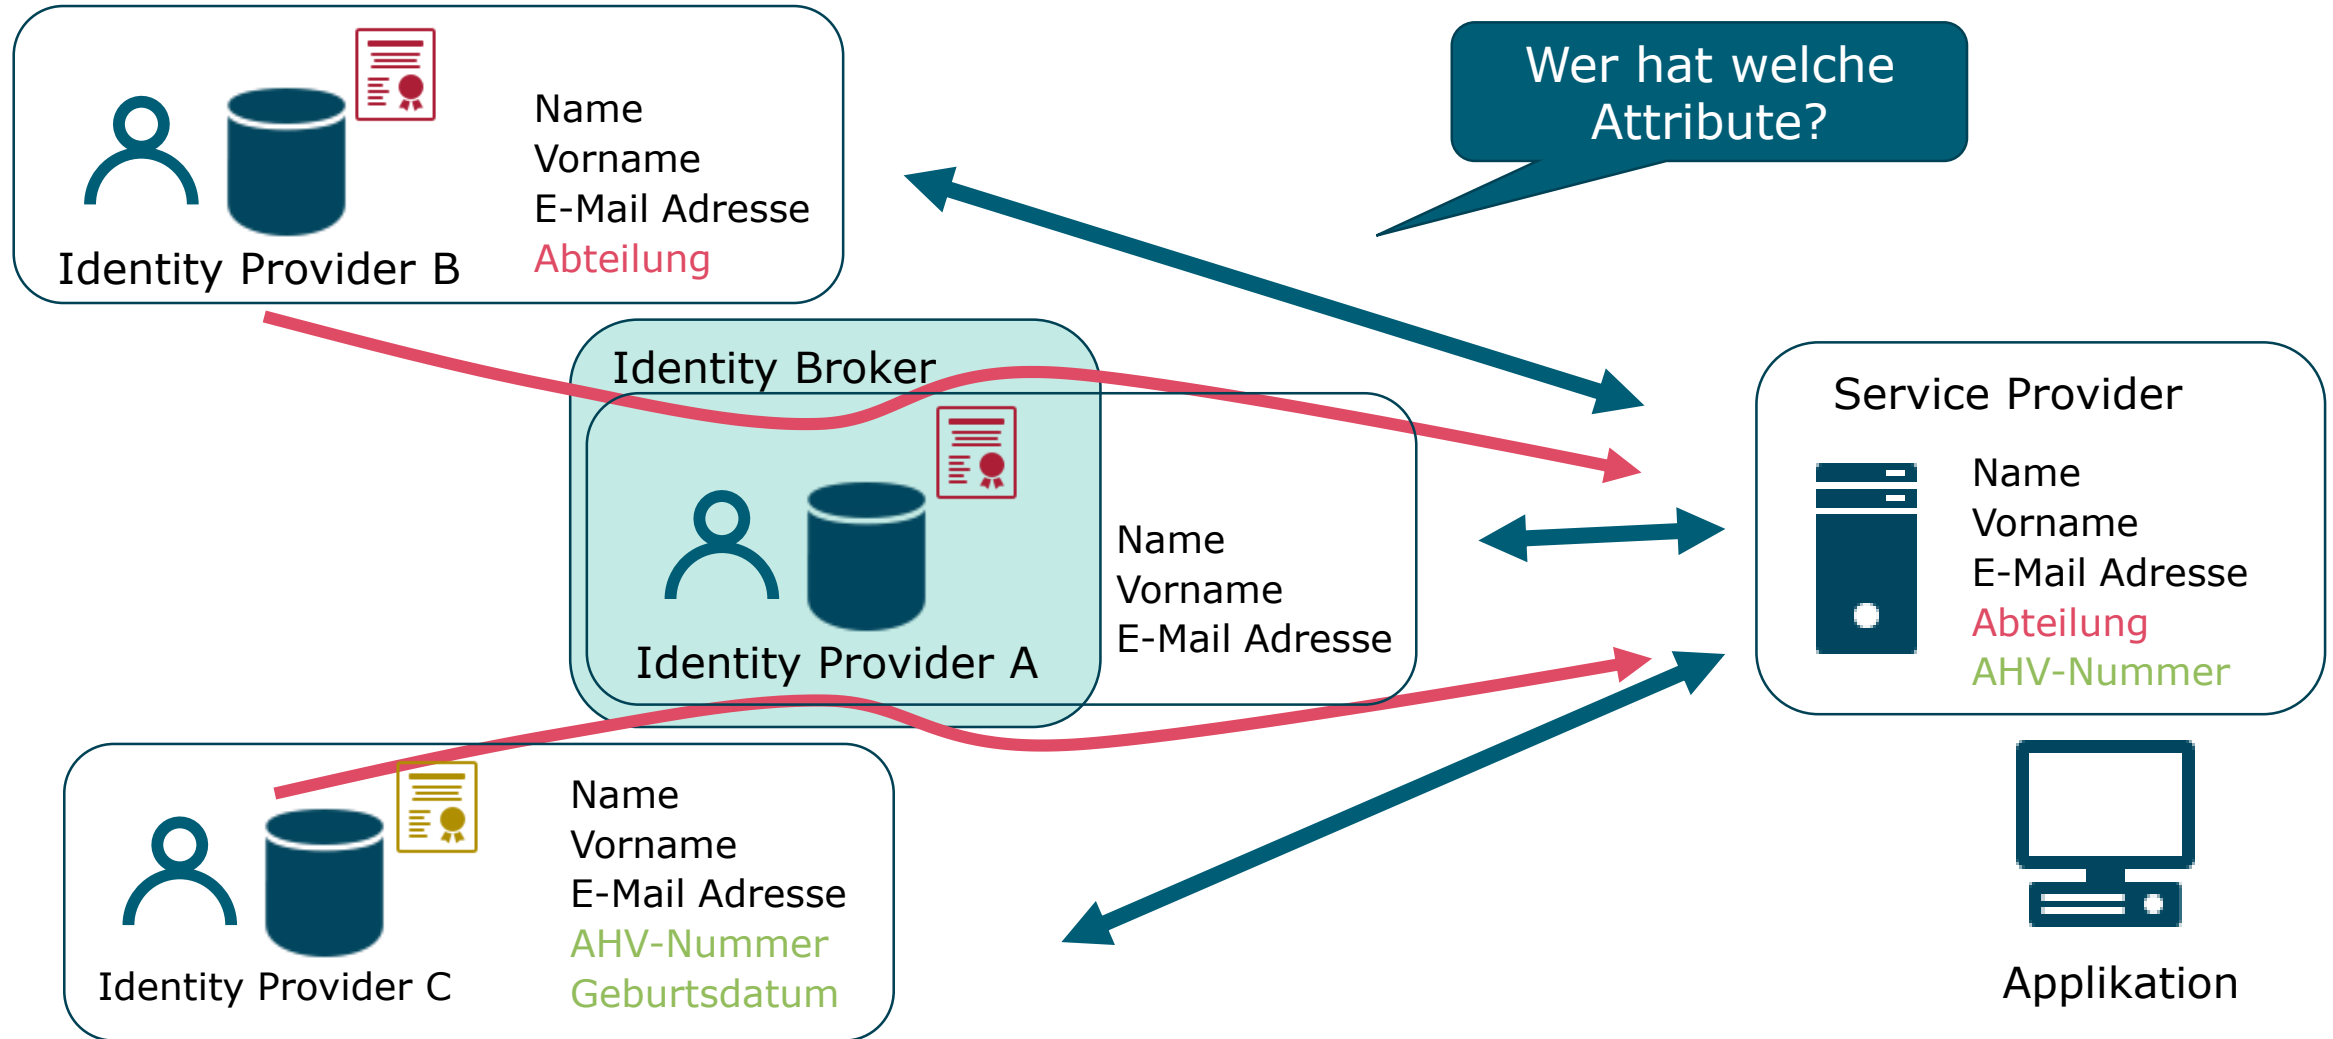 Wer hat welche
Attribute?
Name
Vorname
E-Mail Adresse
Abteilung
Identity Provider B
Identity Broker
Name
Vorname
E-Mail Adresse
Identity Provider A
Service Provider
Name
Vorname
E-Mail Adresse
Abteilung
AHV-Nummer
Name
Vorname
E-Mail Adresse
AHV-Nummer
Geburtsdatum
Identity Provider C
Applikation